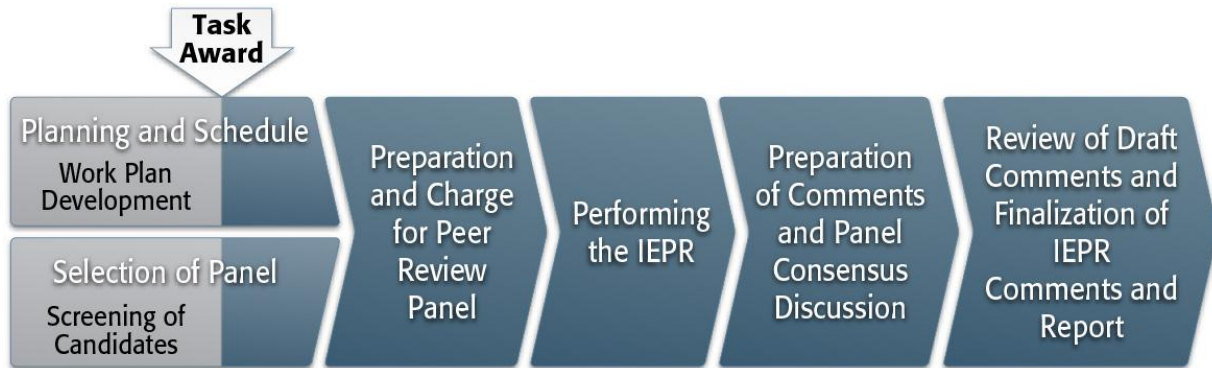 Task
Award
Planning and Schedule
Work Plan
Development
Selection of Panel
Screening of
Candidates
Preparation
and Charge
for Peer
Review
Panel
Performing
the IEPR
Preparation
of Comments
and Panel
Consensus
Discussion
Review of Draft
Comments and
Finalization of
IEPR
Comments and
Report